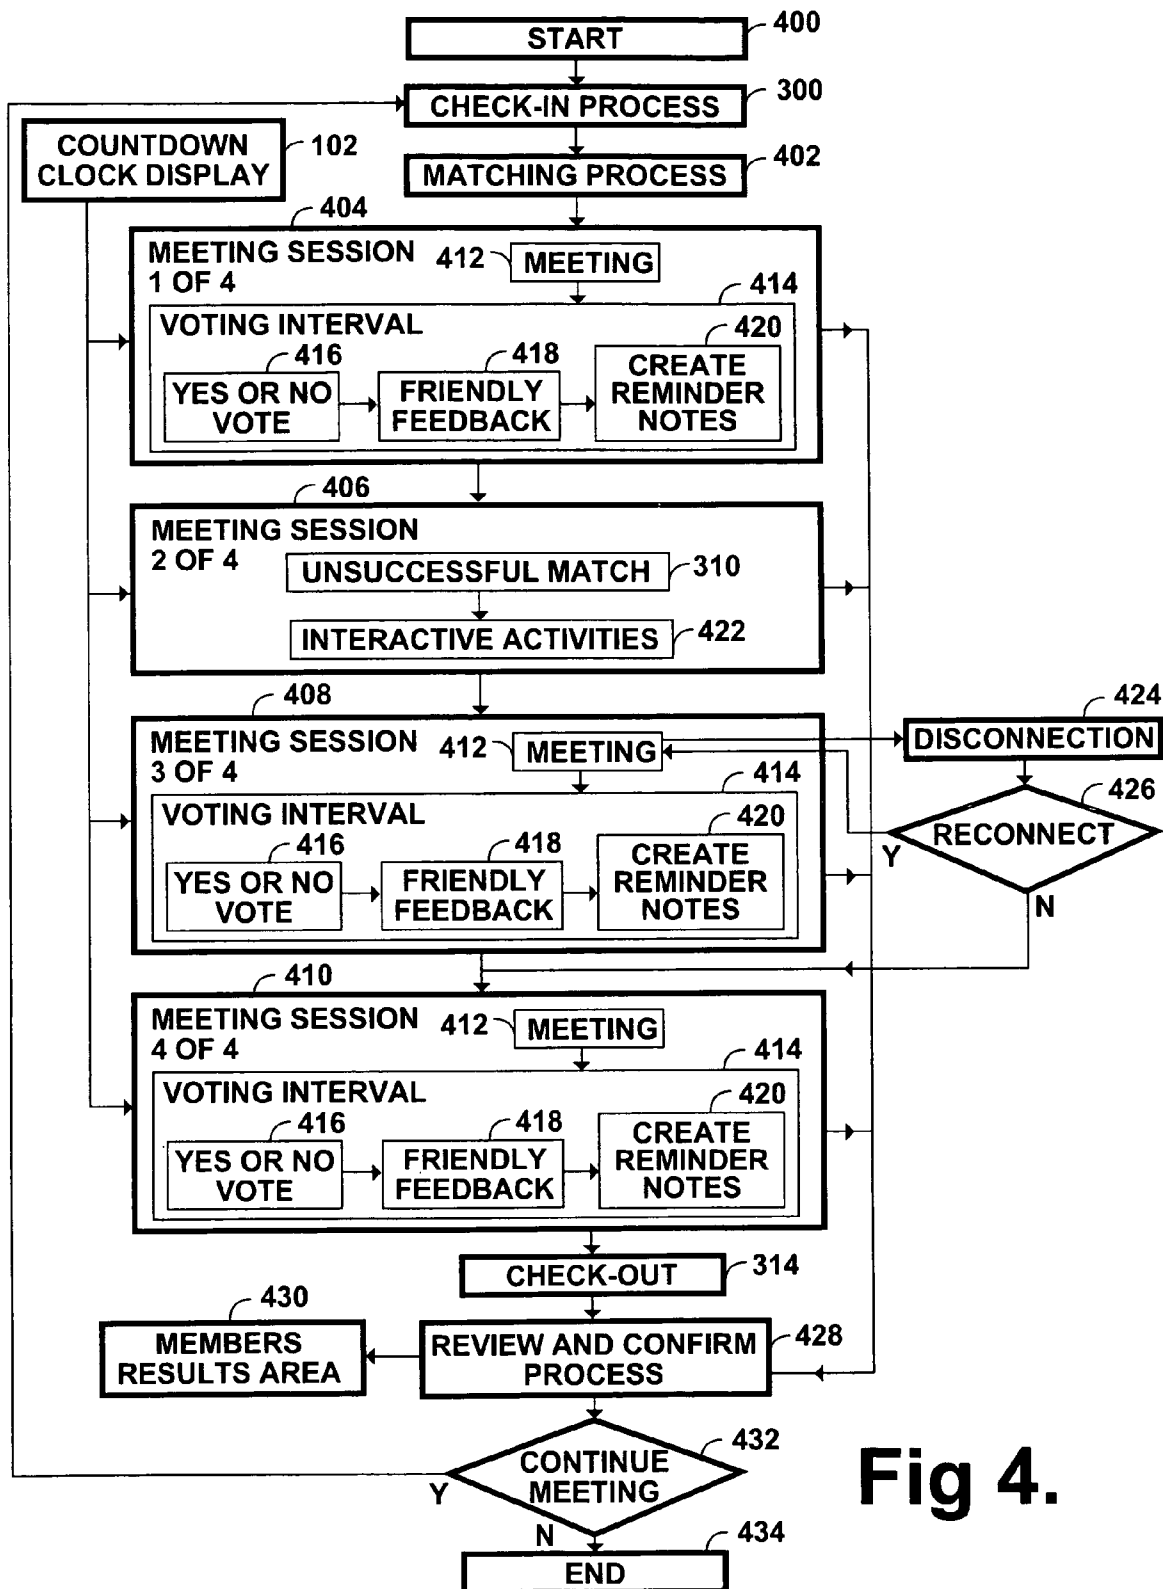 START
400
CHECK-IN PROCESS
300
COUNTDOWN
CLOCK DISPLAY
102
MATCHING PROCESS
402
404
MEETING SESSION
1 OF 4
412
MEETING
414
VOTING INTERVAL
416
YES OR NO
VOTE
418
FRIENDLY
FEEDBACK
420
CREATE
REMINDER
NOTES
406
MEETING SESSION
2 OF 4
UNSUCCESSFUL MATCH
310
INTERACTIVE ACTIVITIES
422
408
MEETING SESSION
3 OF 4
412
MEETING
414
VOTING INTERVAL
416
YES OR NO
VOTE
418
FRIENDLY
FEEDBACK
420
CREATE
REMINDER
NOTES
424
DISCONNECTION
426
RECONNECT
Y
N
410
MEETING SESSION
4 OF 4
412
MEETING
414
VOTING INTERVAL
416
YES OR NO
VOTE
418
FRIENDLY
FEEDBACK
420
CREATE
REMINDER
NOTES
CHECK-OUT
314
430
MEMBERS
RESULTS AREA
REVIEW AND CONFIRM
PROCESS
428
CONTINUE
MEETING
432
Y
N
END
434
Fig 4.